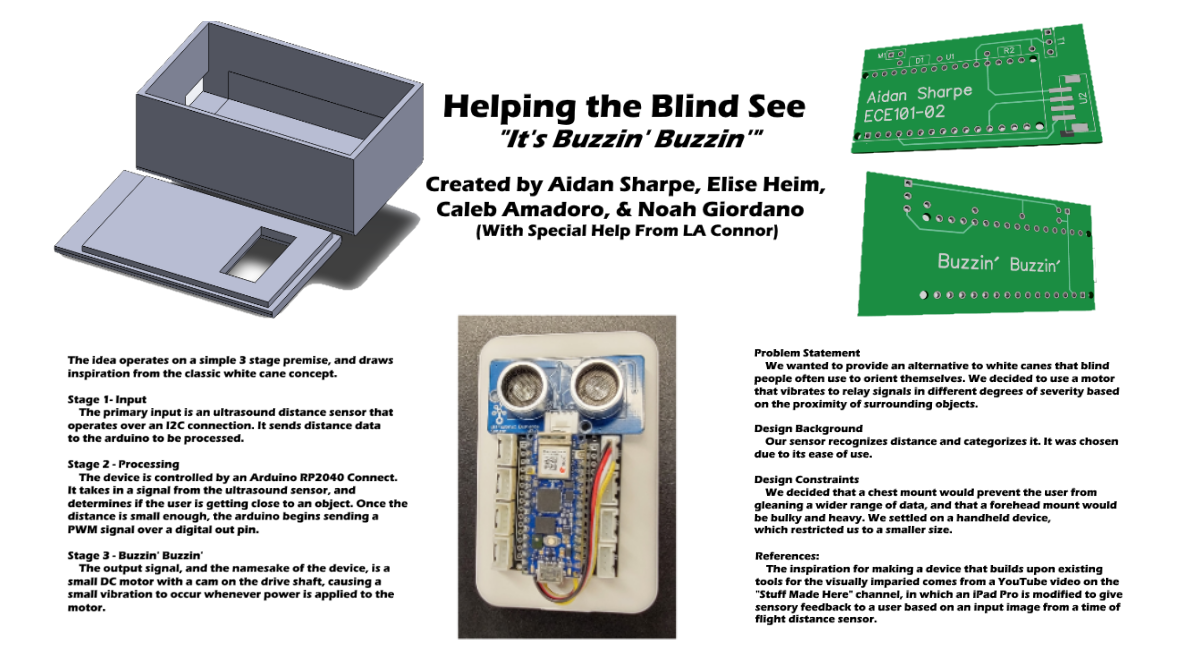 Helping the Blind See
"It's Buzzin' Buzzin'"
Created by Aidan Sharpe, Elise Heim,
Caleb Amadoro, & Noah Giordano
(With Special Help From LA Connor)
M1
D1
U1
R2
Aidan Sharpe
ECE101-02
U2
Buzzin' Buzzin'
The idea operates on a simple 3 stage premise, and draws
inspiration from the classic white cane concept.
Stage 1- Input
The primary input is an ultrasound distance sensor that
operates over an I2C connection. It sends distance data
to the arduino to be processed.
Stage 2 - Processing
The device is controlled by an Arduino RP2040 Connect.
It takes in a signal from the ultrasound sensor, and
determines if the user is getting close to an object. Once the
distance is small enough, the arduino begins sending a
PWM signal over a digital out pin.
Stage 3 - Buzzin' Buzzin'
The output signal, and the namesake of the device, is a
small DC motor with a cam on the drive shaft, causing a
small vibration to occur whenever power is applied to the
motor.
Problem Statement
We wanted to provide an alternative to white canes that blind
people often use to orient themselves. We decided to use a motor
that vibrates to relay signals in different degrees of severity based
on the proximity of surrounding objects.
Design Background
Our sensor recognizes distance and categorizes it. It was chosen
due to its ease of use.
Design Constraints
We decided that a chest mount would prevent the user from
gleaning a wider range of data, and that a forehead mount would
be bulky and heavy. We settled on a handheld device,
which restricted us to a smaller size.
References:
The inspiration for making a device that builds upon existing
tools for the visually imparied comes from a YouTube video on the
"Stuff Made Here" channel, in which an iPad Pro is modified to give
sensory feedback to a user based on an input image from a time of
flight distance sensor.